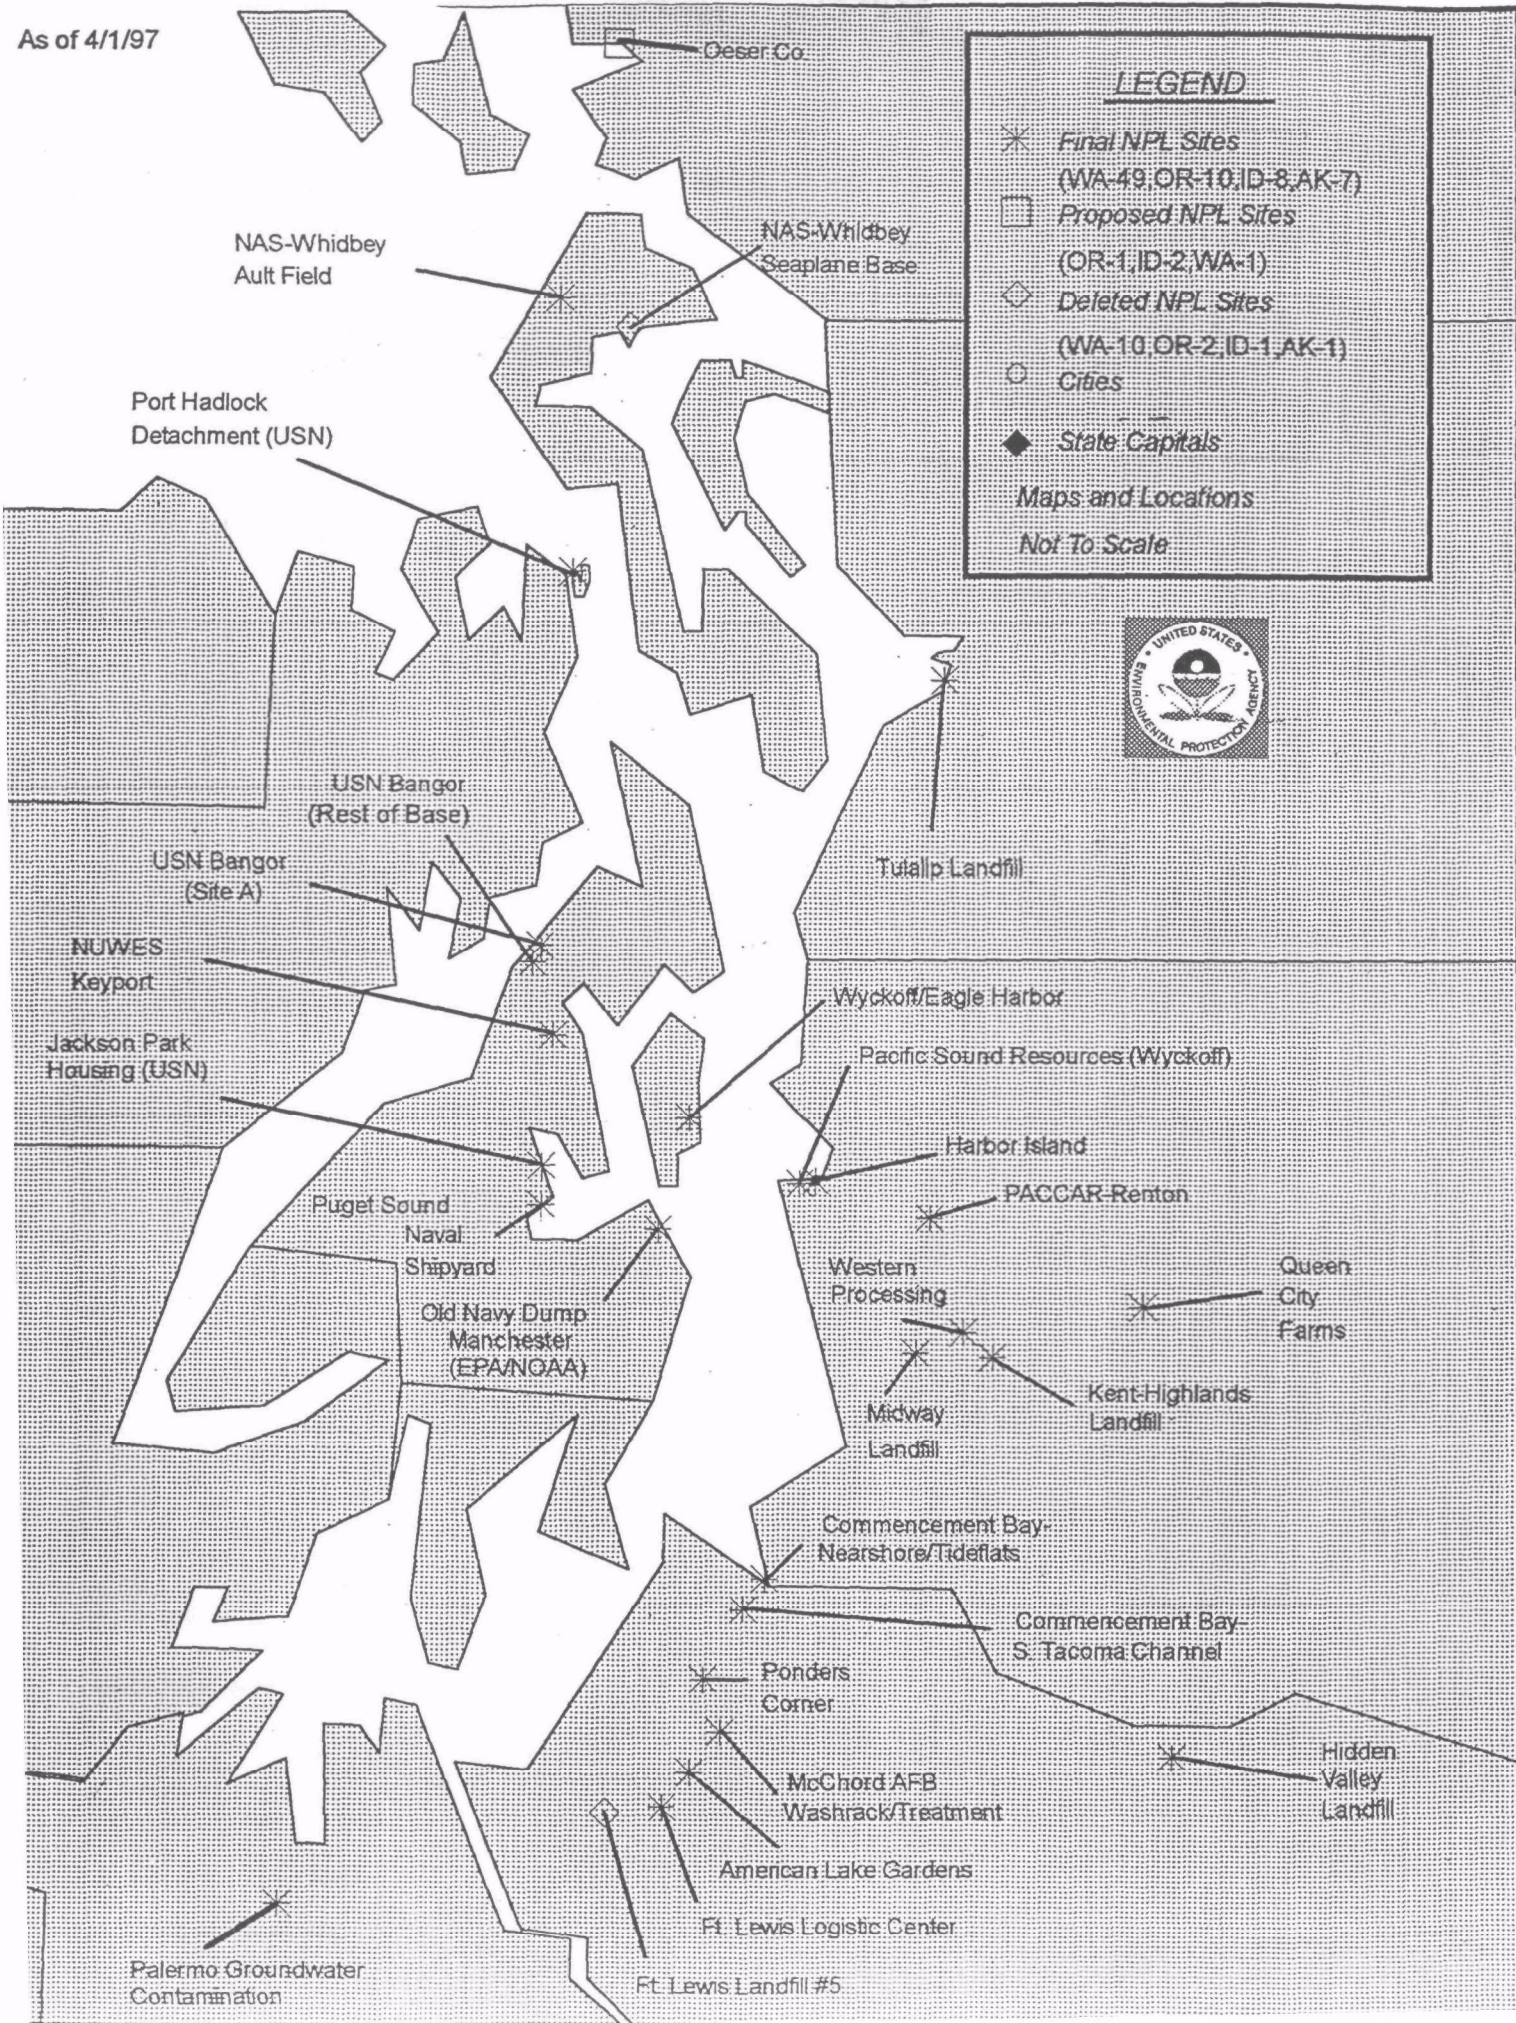 As of 4/1/97
Oeser Co.
LEGEND
Final NPL Sites
(WA-49,OR-10,ID-8,AK-7)
Proposed NPL Sites
(OR-1,ID-2,WA-1)
Deleted NPL Sites
(WA-10,OR-2,ID-1,AK-1)
Cities
State Capitals
Maps and Locations
Not To Scale
NAS-Whidbey
Ault Field
NAS-Whidbey
Seaplane Base
Port Hadlock
Detachment (USN)
UNITED STATES
ENVIRONMENTAL PROTECTION AGENCY
USN Bangor
(Rest of Base)
USN Bangor
(Site A)
Tulalip Landfill
NUWES
Keyport
Jackson Park
Housing (USN)
Wyckoff/Eagle Harbor
Pacific Sound Resources (Wyckoff)
Harbor Island
PACCAR-Renton
Puget Sound
Naval
Shipyard
Western
Processing
Queen
City
Farms
Old Navy Dump
Manchester
(EPA/NOAA)
Midway
Landfill
Kent-Highlands
Landfill
Commencement Bay-
Nearshore/Tideflats
Commencement Bay-
S. Tacoma Channel
Ponders
Corner
McChord AFB
Washrack/Treatment
Hidden
Valley
Landfill
American Lake Gardens
Ft. Lewis Logistic Center
Ft. Lewis Landfill #5
Palermo Groundwater
Contamination